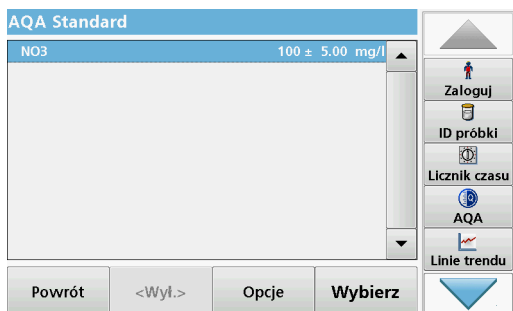 AQA Standard
NO3 100 ± 5.00 mg/l
Zaloguj
ID próbki
Licznik czasu
AQA
Linie trendu
Powrót <Wył.> Opcje Wybierz